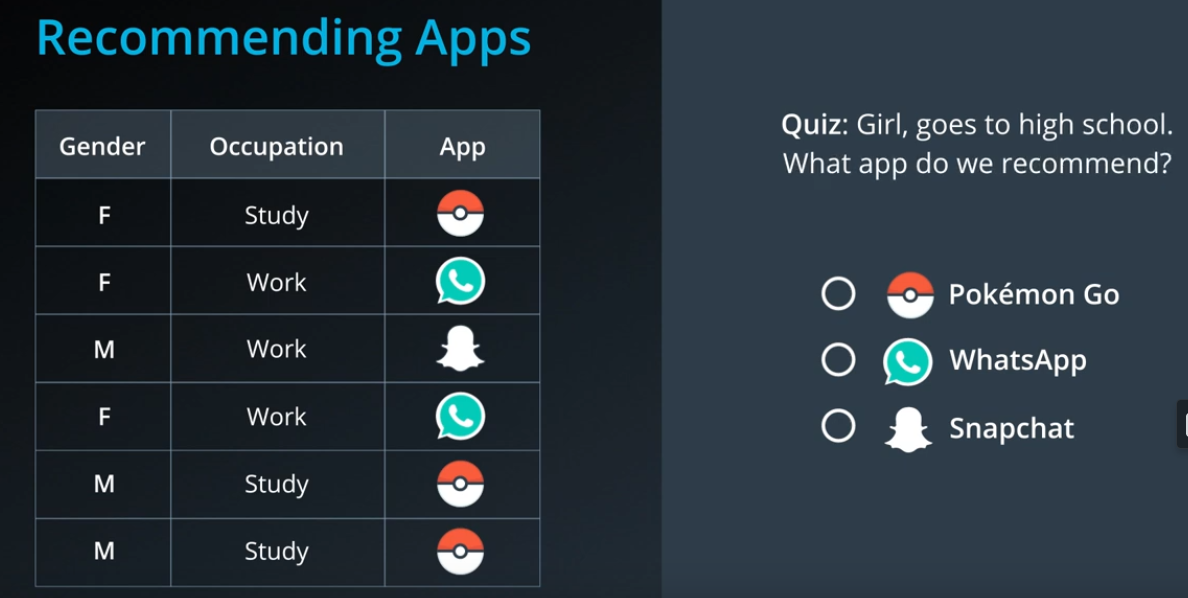 Recommending Apps
Gender Occupation App
F Study
F Work
M Work
F Work
M Study
M Study
Quiz: Girl, goes to high school.
What app do we recommend?
Pokémon Go
WhatsApp
Snapchat